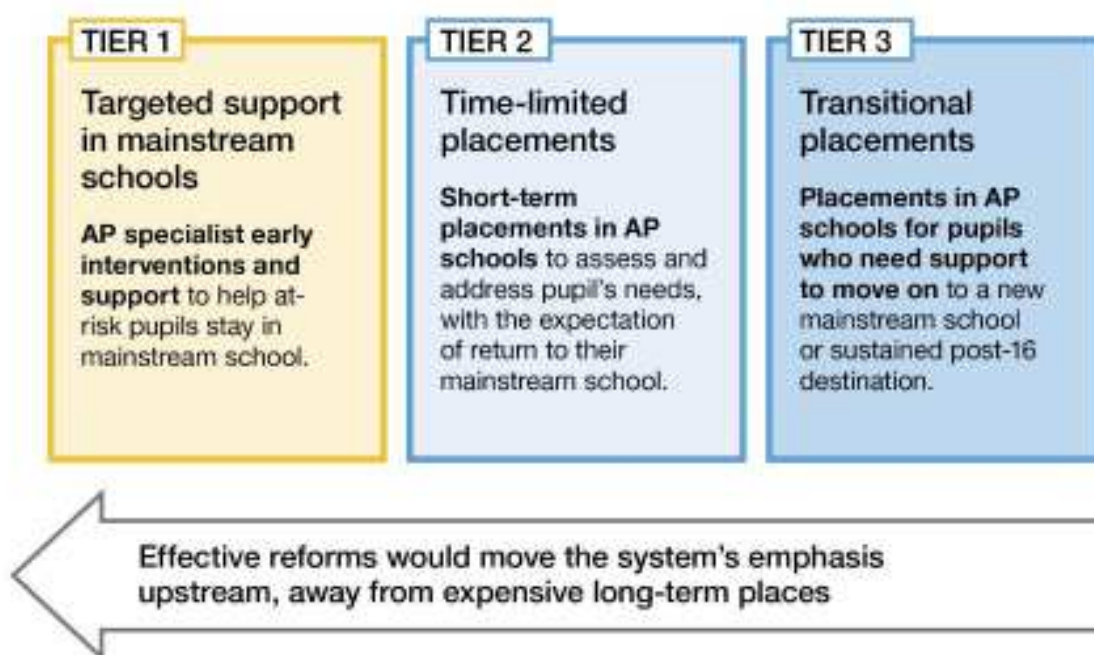 TIER 1
Targeted support
in mainstream
schools
AP specialist early
interventions and
support to help at-
risk pupils stay in
mainstream school.
TIER 2
Time-limited
placements
Short-term
placements in AP
schools to assess and
address pupil's needs,
with the expectation
of return to their
mainstream school.
TIER 3
Transitional
placements
Placements in AP
schools for pupils
who need support
to move on to a new
mainstream school
or sustained post-16
destination.
Effective reforms would move the system's emphasis
upstream, away from expensive long-term places